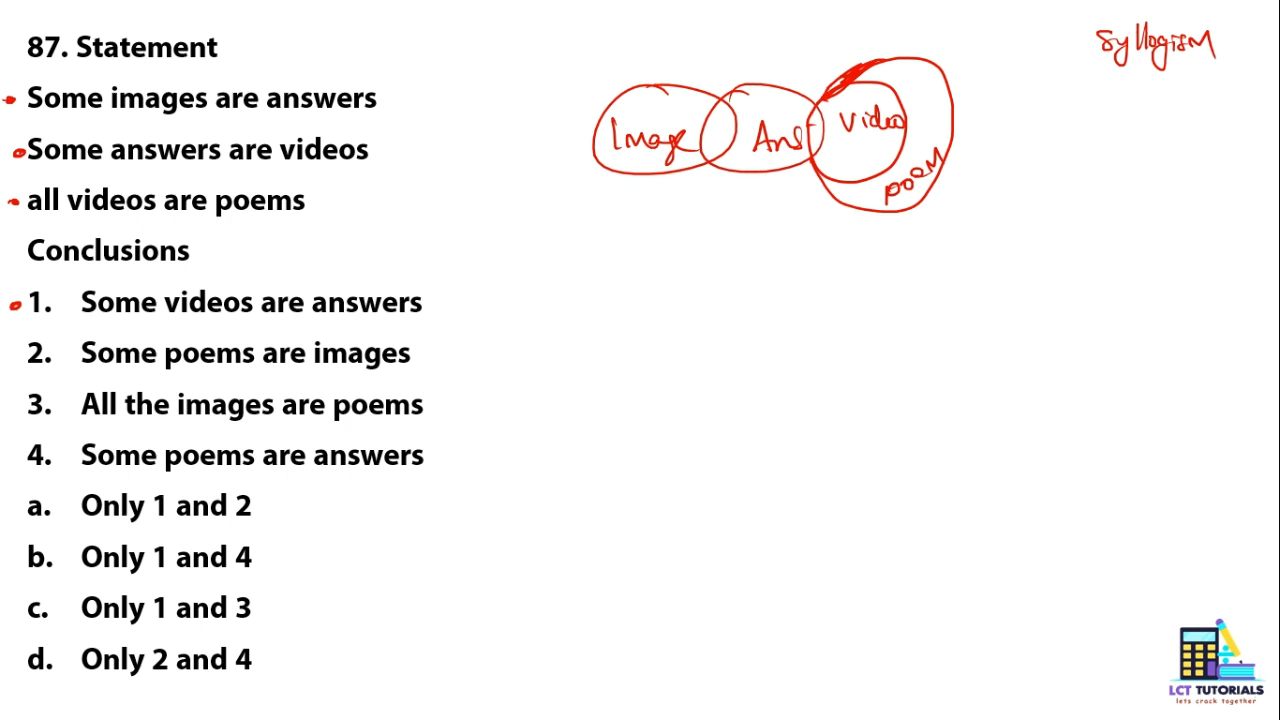 87. Statement
Some images are answers
Some answers are videos
all videos are poems
Conclusions
1. Some videos are answers
2. Some poems are images
3. All the images are poems
4. Some poems are answers
a. Only 1 and 2
b. Only 1 and 4
c. Only 1 and 3
d. Only 2 and 4
Syllogism
Image
Ans
Video
poem
LCT TUTORIALS
lets crack together